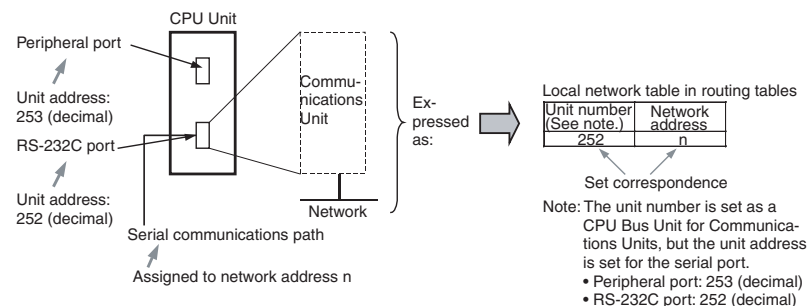 CPU Unit
Peripheral port
Unit address:
253 (decimal)
RS-232C port
Unit address:
252 (decimal)
Serial communications path
Assigned to network address n
Commu-
nications
Unit
Network
Ex-
pressed
as:
Local network table in routing tables
Unit number
(See note.)
Network
address
252
n
Set correspondence
Note: The unit number is set as a
CPU Bus Unit for Communica-
tions Units, but the unit address
is set for the serial port.
• Peripheral port: 253 (decimal)
• RS-232C port: 252 (decimal)